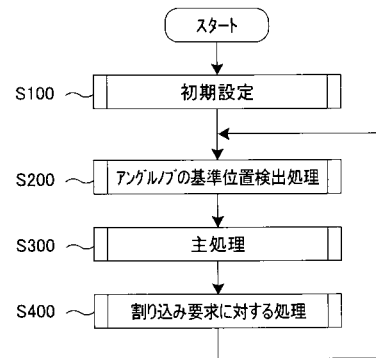 スタート
S100 初期設定
S200 アングルノブの基準位置検出処理
S300 主処理
S400 割り込み要求に対する処理